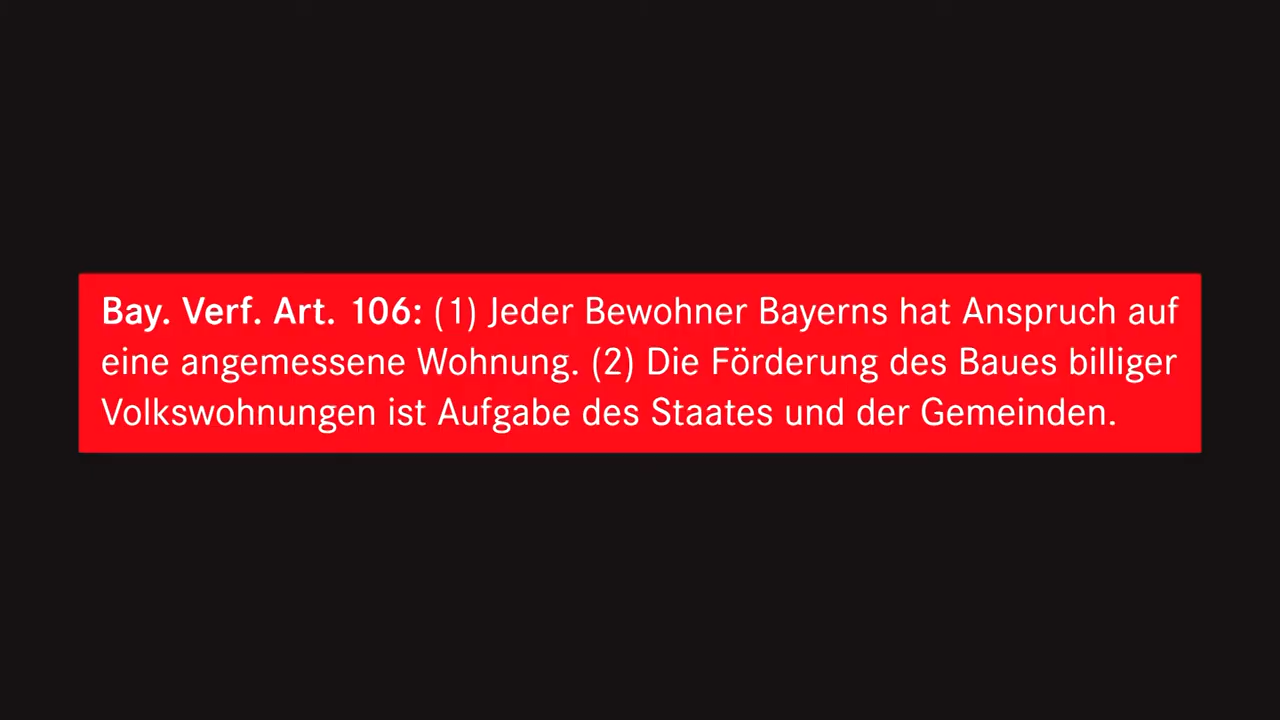 Bay. Verf. Art. 106: (1) Jeder Bewohner Bayerns hat Anspruch auf
eine angemessene Wohnung. (2) Die Förderung des Baues billiger
Volkswohnungen ist Aufgabe des Staates und der Gemeinden.